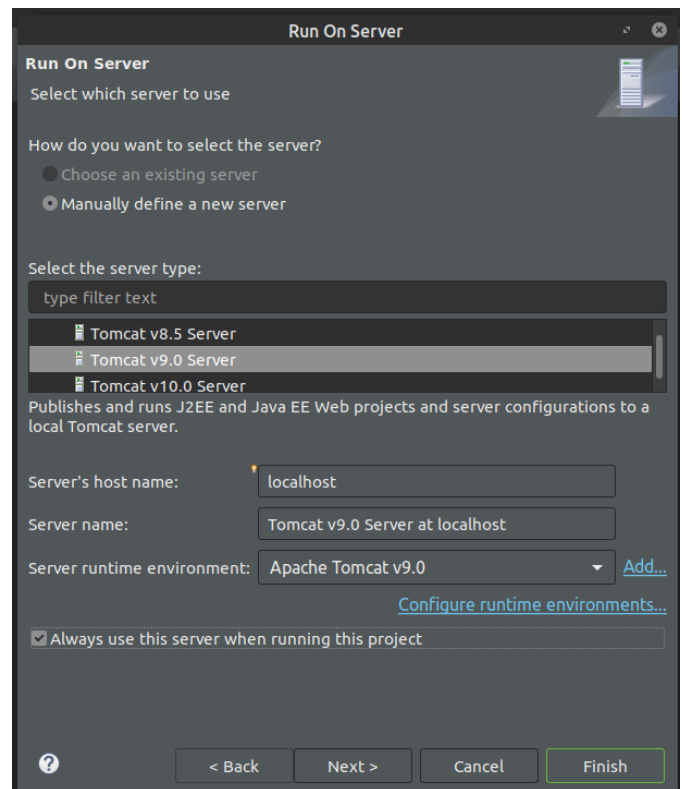 Run On Server
Run On Server
Select which server to use
How do you want to select the server?
Choose an existing server
Manually define a new server
Select the server type:
type filter text
Tomcat v8.5 Server
Tomcat v9.0 Server
Tomcat v10.0 Server
Publishes and runs J2EE and Java EE Web projects and server configurations to a
local Tomcat server.
Server's host name: localhost
Server name: Tomcat v9.0 Server at localhost
Server runtime environment: Apache Tomcat v9.0 Add...
Configure runtime environments...
Always use this server when running this project
? < Back Next > Cancel Finish